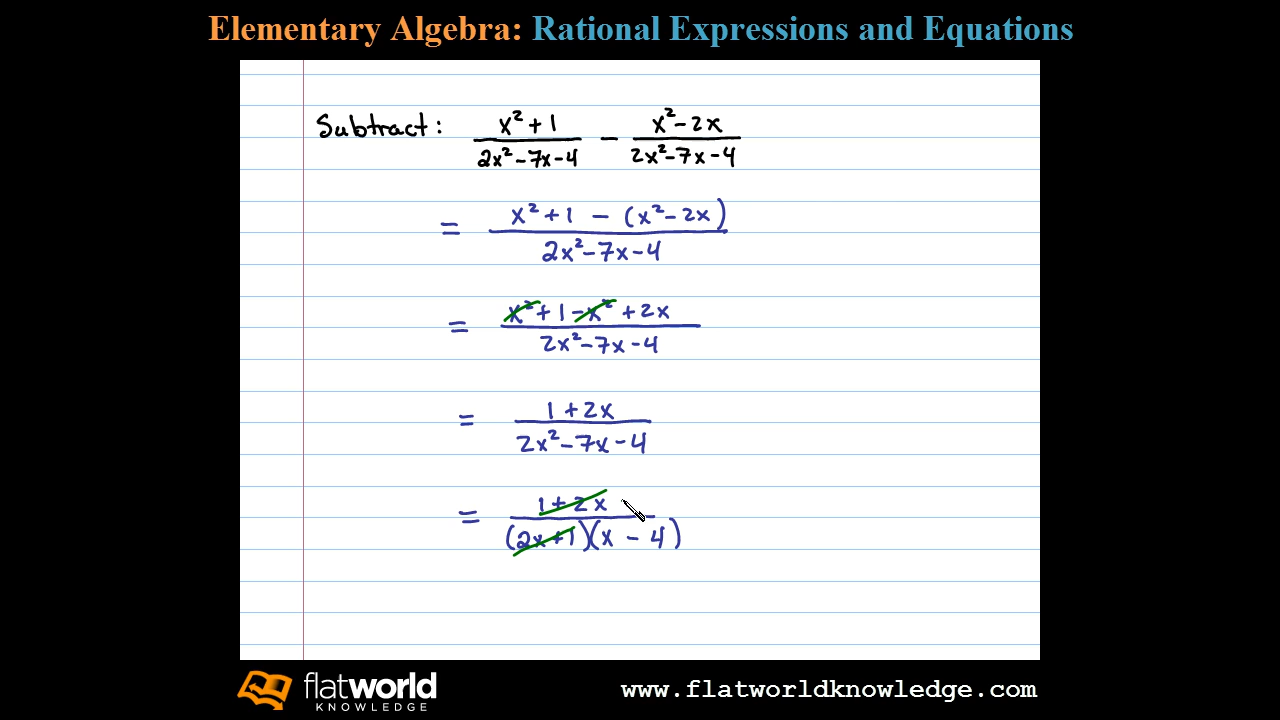 Elementary Algebra: Rational Expressions and Equations
Subtract: (x² + 1)/(2x² - 7x - 4) - (x² - 2x)/(2x² - 7x - 4)
= (x² + 1 - (x² - 2x))/(2x² - 7x - 4)
= (x² + 1 - x² + 2x)/(2x² - 7x - 4)
= (1 + 2x)/(2x² - 7x - 4)
= (1 + 2x)/((2x + 1)(x - 4))
flatworld
KNOWLEDGE
www.flatworldknowledge.com